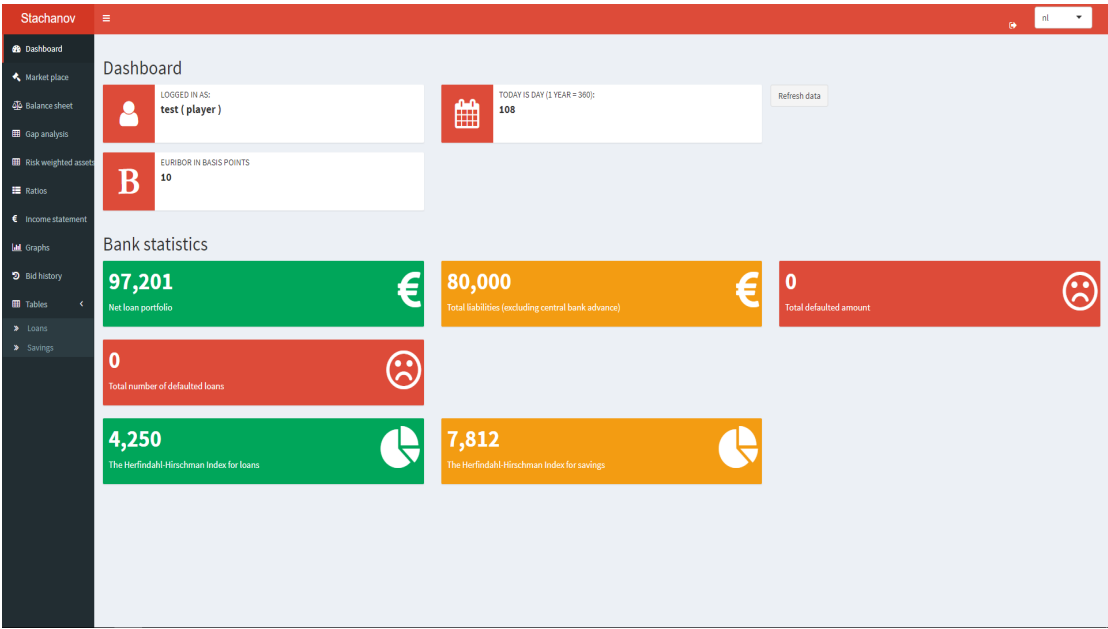 Stachanov
nl
Dashboard
Market place
Balance sheet
Gap analysis
Risk weighted assets
Ratios
€ Income statement
Graphs
Bid history
Tables
Loans
Savings
Dashboard
LOGGED IN AS:
test ( player )
TODAY IS DAY (1 YEAR = 360):
108
Refresh data
B
EURIBOR IN BASIS POINTS
10
Bank statistics
97,201
€
Net loan portfolio
80,000
€
Total liabilities (excluding central bank advance)
0
Total defaulted amount
0
Total number of defaulted loans
4,250
The Herfindahl-Hirschman Index for loans
7,812
The Herfindahl-Hirschman Index for savings